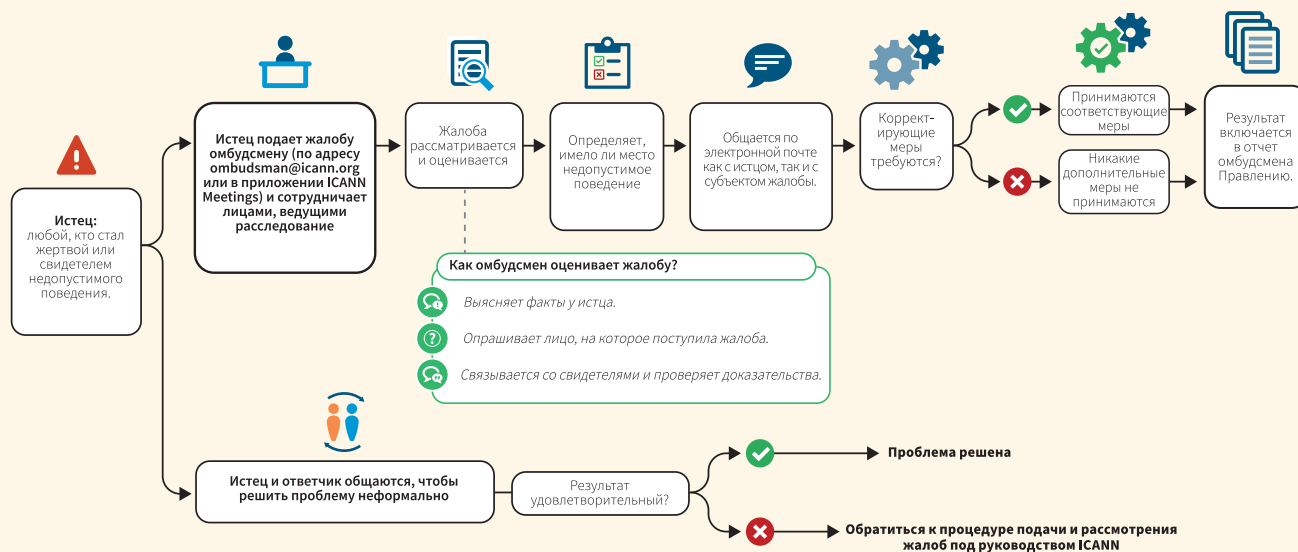 Истец:
любой, кто стал
жертвой или
свидетелем
недопустимого
поведения.
Истец подает жалобу
омбудсмену (по адресу
ombudsman@icann.org
или в приложении ICANN
Meetings) и сотрудничает
лицами, ведущими
расследование
Жалоба
рассматривается
и оценивается
Определяет,
имело ли место
недопустимое
поведение
Общается по
электронной почте
как с истцом, так и с
субъектом жалобы.
Коррект-
ирующие
меры
требуются?
Принимаются
соответствующие
меры
Никакие
дополнительные
меры не
принимаются
Результат
включается
в отчет
омбудсмена
Правлению.
Как омбудсмен оценивает жалобу?
Выясняет факты у истца.
Опрашивает лицо, на которое поступила жалоба.
Связывается со свидетелями и проверяет доказательства.
Истец и ответчик общаются, чтобы
решить проблему неформально
Результат
удовлетворительный?
Проблема решена
Обратиться к процедуре подачи и рассмотрения
жалоб под руководством ICANN